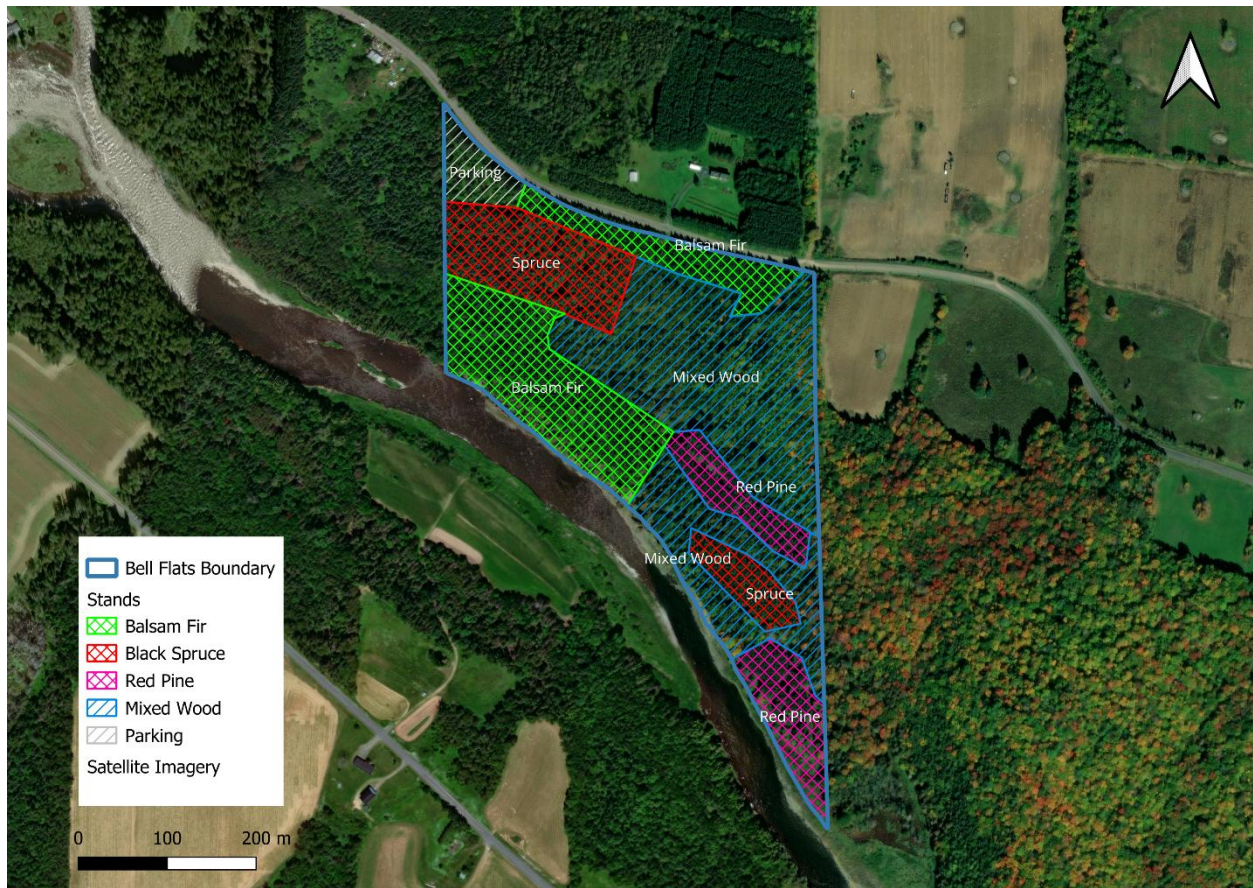 Parking
Balsam Fir
Spruce
Mixed Wood
Balsam Fir
Red Pine
Mixed Wood
Spruce
Red Pine
Bell Flats Boundary
Stands
Balsam Fir
Black Spruce
Red Pine
Mixed Wood
Parking
Satellite Imagery
0 100 200 m